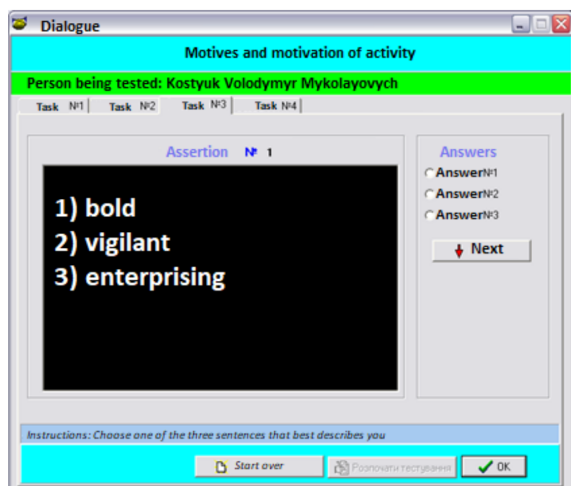 Dialogue
Motives and motivation of activity
Person being tested: Kostyuk Volodymyr Mykolayovych
Task №1 Task №2 Task №3 Task №4
Assertion № 1
1) bold
2) vigilant
3) enterprising
Answers
Answer№1
Answer№2
Answer№3
Next
Instructions: Choose one of the three sentences that best describes you
Start over Розпочати тестування OK